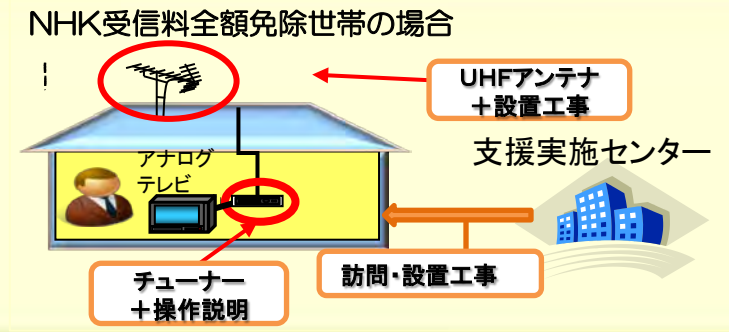 NHK受信料全額免除世帯の場合
UHFアンテナ
＋設置工事
支援実施センター
アナログ
テレビ
訪問・設置工事
チューナー
＋操作説明